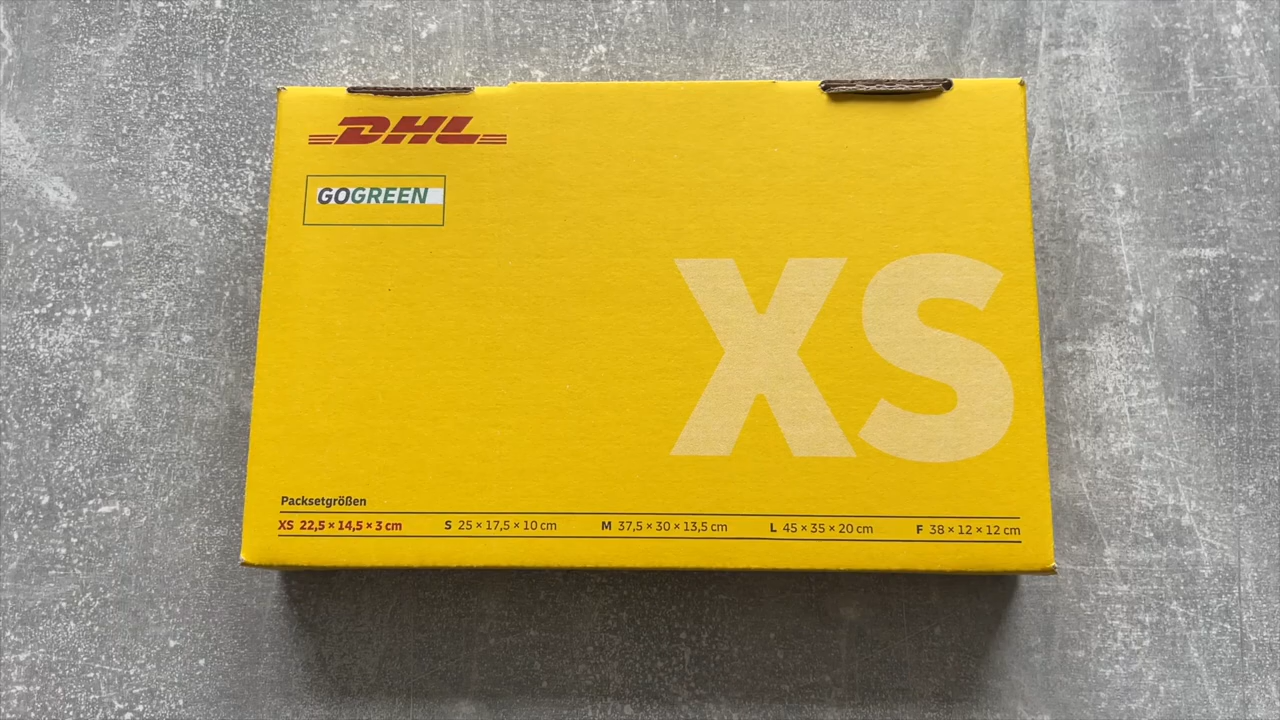 DHL
GOGREEN
XS
Packsetgrößen
XS 22,5 × 14,5 × 3 cm S 25 × 17,5 × 10 cm M 37,5 × 30 × 13,5 cm L 45 × 35 × 20 cm F 38 × 12 × 12 cm